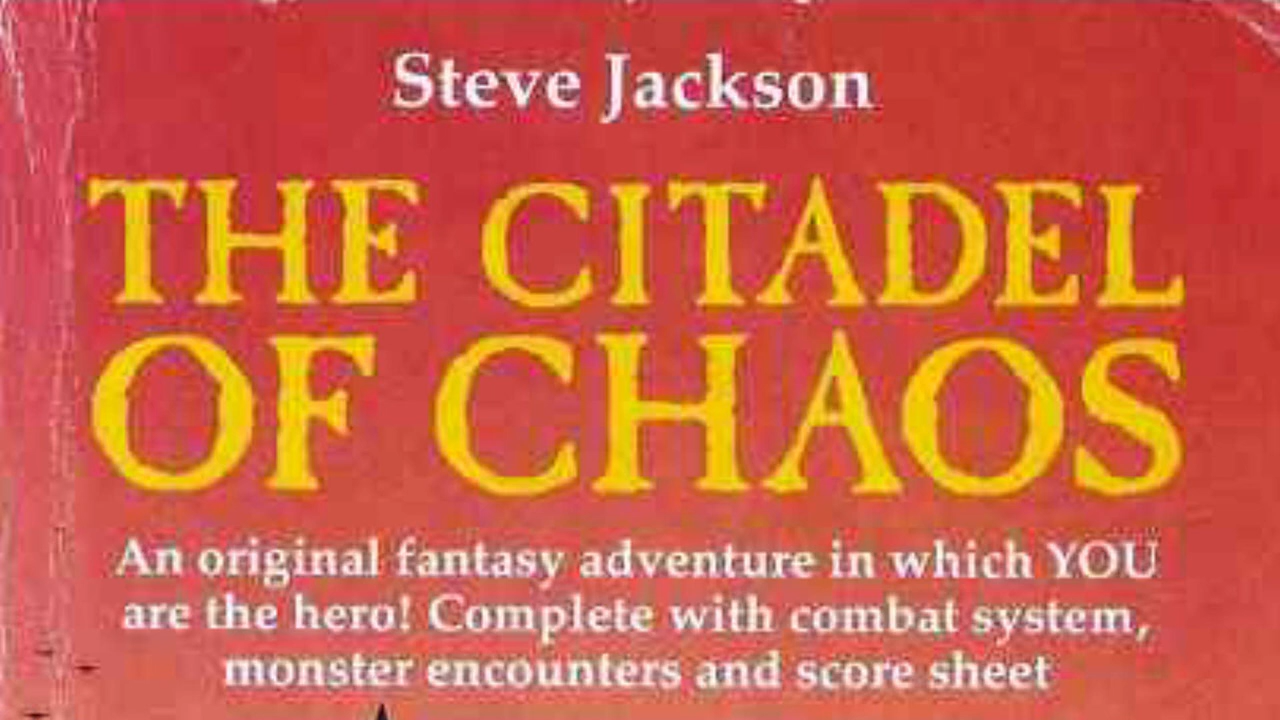 Steve Jackson
THE CITADEL
OF CHAOS
An original fantasy adventure in which YOU
are the hero! Complete with combat system,
monster encounters and score sheet